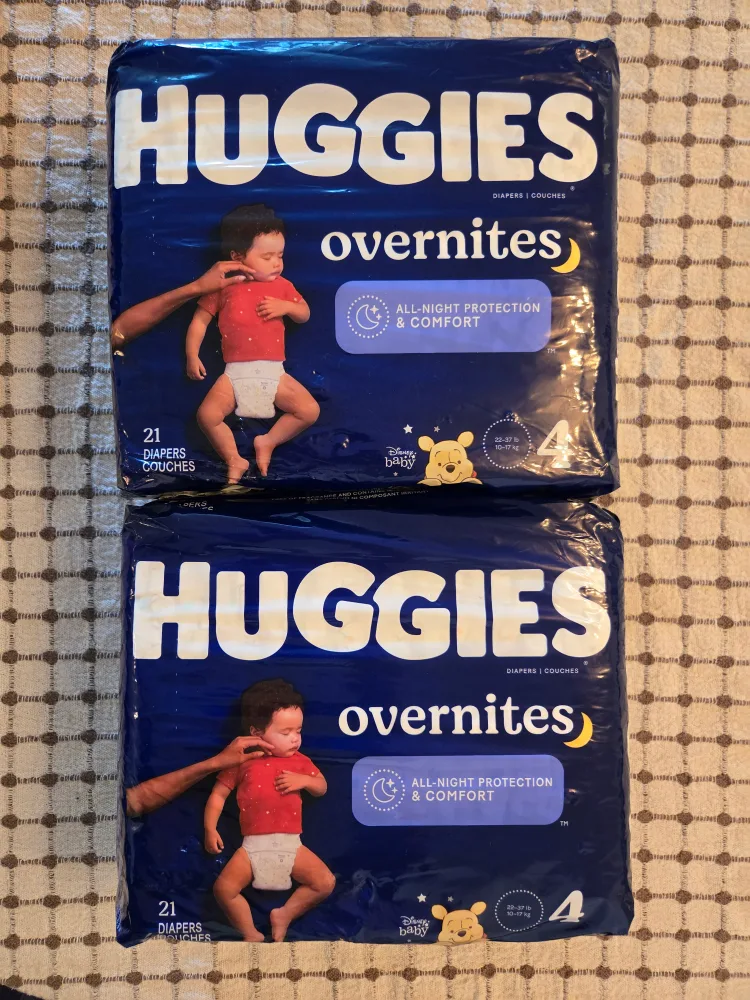 HUGGIES
DIAPERS | COUCHES
overnites
ALL-NIGHT PROTECTION
& COMFORT
TM
21
DIAPERS
COUCHES
Disney
baby
22-37 lb
10-17 kg
4
HUGGIES
DIAPERS | COUCHES
overnites
ALL-NIGHT PROTECTION
& COMFORT
TM
21
DIAPERS
COUCHES
Disney
baby
22-37 lb
10-17 kg
4